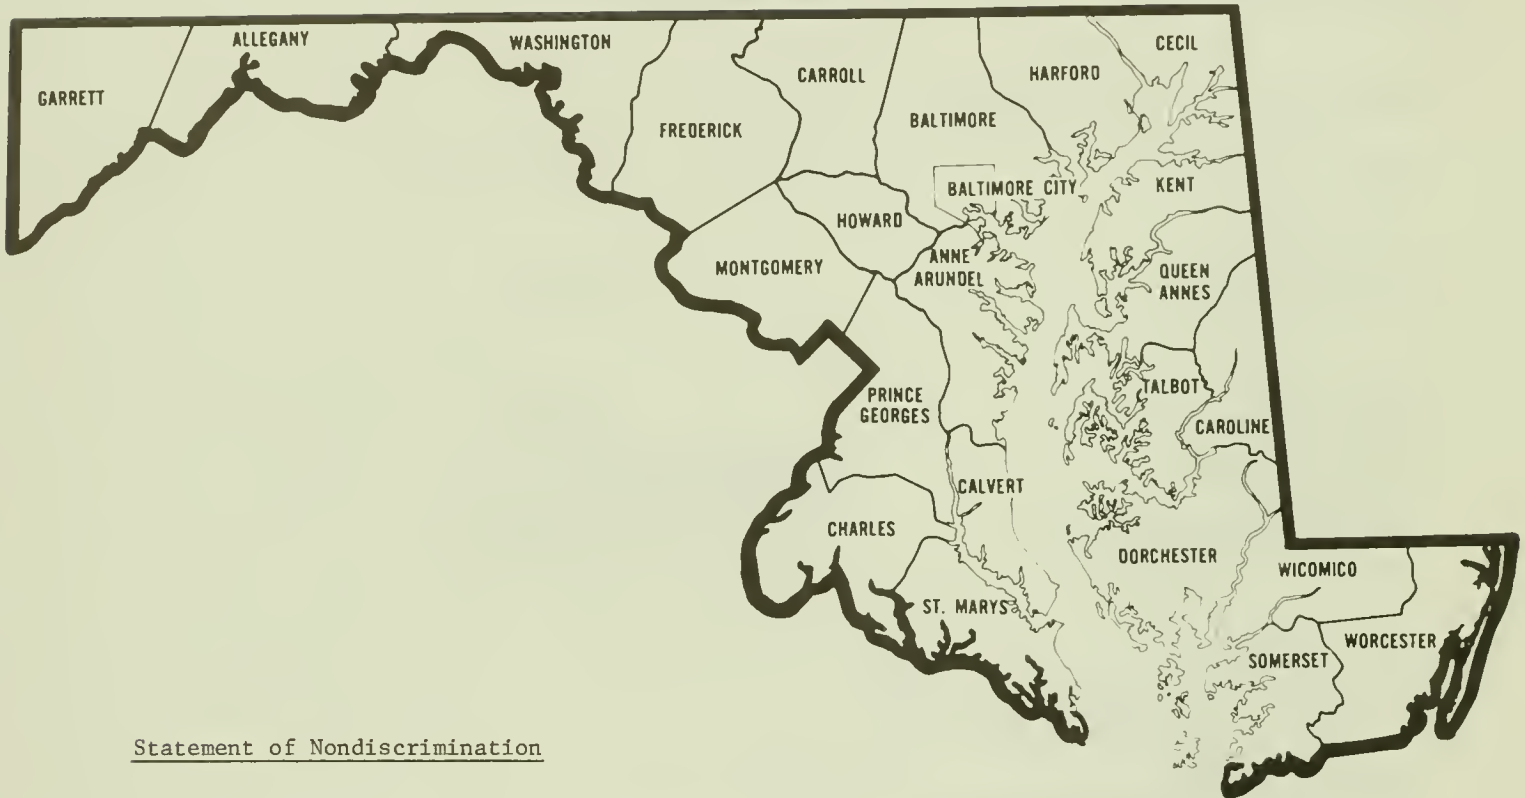 ALLEGANY
WASHINGTON
CECIL
GARRETT
CARROLL
HARFORD
FREDERICK
BALTIMORE
BALTIMORE CITY
KENT
HOWARD
MONTGOMERY
ANNE
ARUNDEL
QUEEN
ANNES
TALBOT
PRINCE
GEORGES
CAROLINE
CALVERT
CHARLES
DORCHESTER
WICOMICO
ST. MARYS
WORCESTER
SOMERSET
Statement of Nondiscrimination